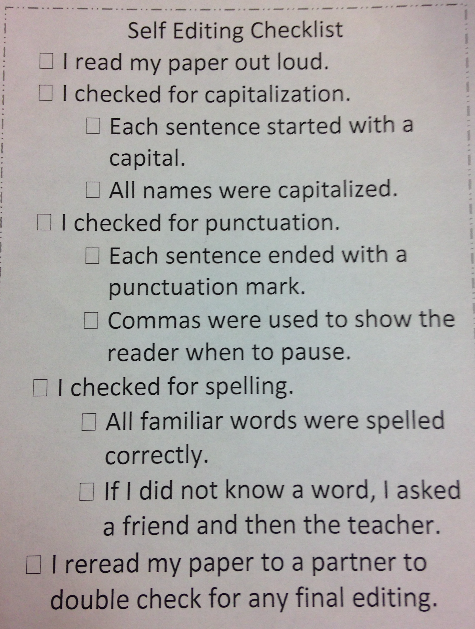 Self Editing Checklist
☐ I read my paper out loud.
☐ I checked for capitalization.
☐ Each sentence started with a
capital.
☐ All names were capitalized.
☐ I checked for punctuation.
☐ Each sentence ended with a
punctuation mark.
☐ Commas were used to show the
reader when to pause.
☐ I checked for spelling.
☐ All familiar words were spelled
correctly.
☐ If I did not know a word, I asked
a friend and then the teacher.
☐ I reread my paper to a partner to
double check for any final editing.